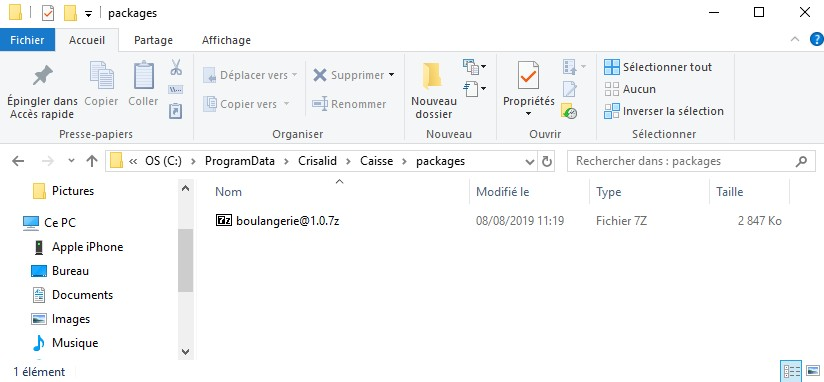 packages
Fichier Accueil Partage Affichage
Épingler dans Accès rapide
Copier
Coller
Presse-papiers
Déplacer vers
Copier vers
Supprimer
Renommer
Organiser
Nouveau dossier
Nouveau
Propriétés
Ouvrir
Sélectionner tout
Aucun
Inverser la sélection
Sélectionner
« OS (C:) > ProgramData > Crisalid > Caisse > packages
Rechercher dans : packages
Pictures
Ce PC
Apple iPhone
Bureau
Documents
Images
Musique
Nom Modifié le Type Taille
boulangerie@1.0.7z 08/08/2019 11:19 Fichier 7Z 2 847 Ko
1 élément